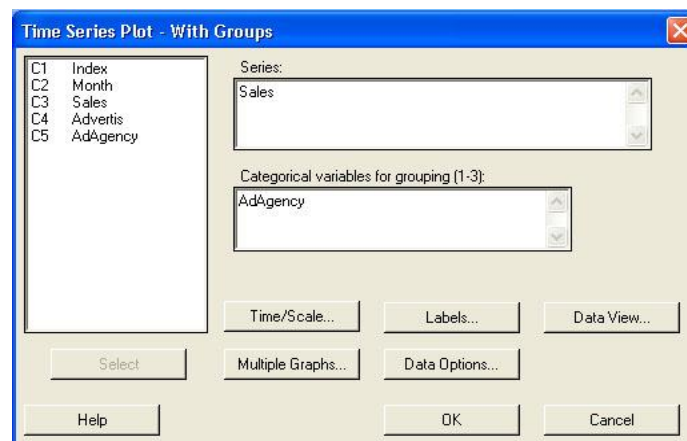 Time Series Plot - With Groups
C1 Index
C2 Month
C3 Sales
C4 Advertis
C5 AdAgency
Series:
Sales
Categorical variables for grouping (1-3):
AdAgency
Time/Scale... Labels... Data View...
Select Multiple Graphs... Data Options...
Help OK Cancel